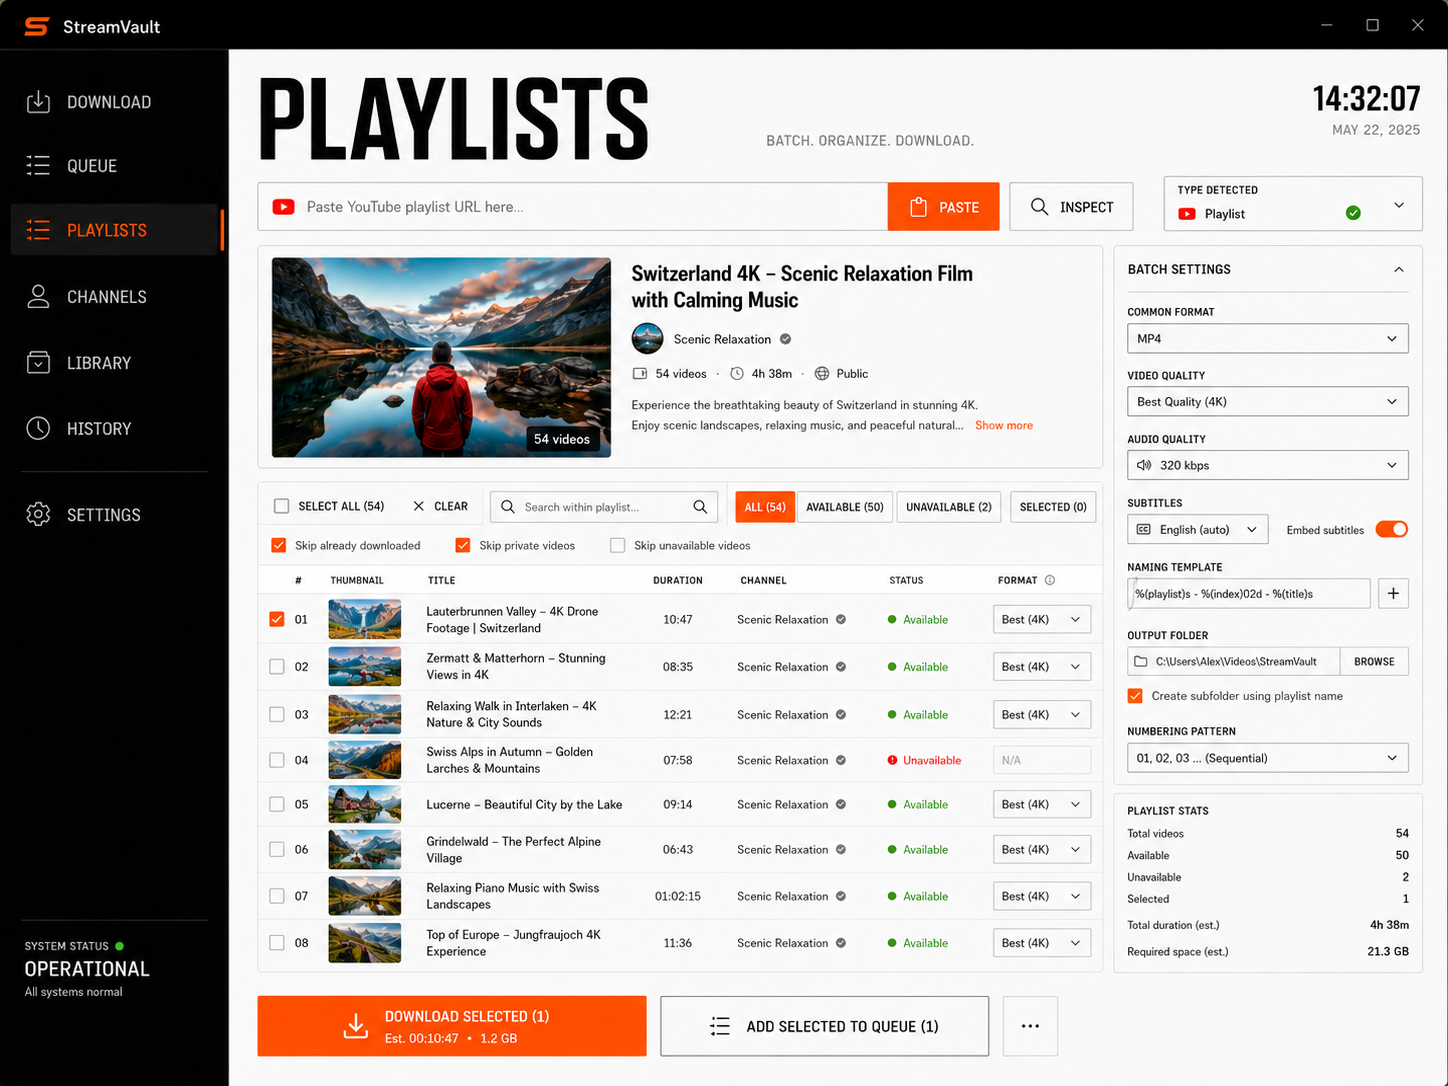 StreamVault
DOWNLOAD
QUEUE
PLAYLISTS
CHANNELS
LIBRARY
HISTORY
SETTINGS
SYSTEM STATUS
OPERATIONAL
All systems normal
PLAYLISTS
BATCH. ORGANIZE. DOWNLOAD.
14:32:07
MAY 22, 2025
Paste YouTube playlist URL here...
PASTE
INSPECT
TYPE DETECTED
Playlist
54 videos
Switzerland 4K – Scenic Relaxation Film
with Calming Music
Scenic Relaxation
54 videos · 4h 38m · Public
Experience the breathtaking beauty of Switzerland in stunning 4K.
Enjoy scenic landscapes, relaxing music, and peaceful natural... Show more
SELECT ALL (54) CLEAR Search within playlist... ALL (54) AVAILABLE (50) UNAVAILABLE (2) SELECTED (0)
Skip already downloaded Skip private videos Skip unavailable videos
# THUMBNAIL TITLE DURATION CHANNEL STATUS FORMAT
01 Lauterbrunnen Valley – 4K Drone
Footage | Switzerland 10:47 Scenic Relaxation Available Best (4K)
02 Zermatt & Matterhorn – Stunning
Views in 4K 08:35 Scenic Relaxation Available Best (4K)
03 Relaxing Walk in Interlaken – 4K
Nature & City Sounds 12:21 Scenic Relaxation Available Best (4K)
04 Swiss Alps in Autumn – Golden
Larches & Mountains 07:58 Scenic Relaxation Unavailable N/A
05 Lucerne – Beautiful City by the Lake 09:14 Scenic Relaxation Available Best (4K)
06 Grindelwald – The Perfect Alpine
Village 06:43 Scenic Relaxation Available Best (4K)
07 Relaxing Piano Music with Swiss
Landscapes 01:02:15 Scenic Relaxation Available Best (4K)
08 Top of Europe – Jungfraujoch 4K
Experience 11:36 Scenic Relaxation Available Best (4K)
DOWNLOAD SELECTED (1)
Est. 00:10:47 • 1.2 GB
ADD SELECTED TO QUEUE (1)
BATCH SETTINGS
COMMON FORMAT
MP4
VIDEO QUALITY
Best Quality (4K)
AUDIO QUALITY
320 kbps
SUBTITLES
English (auto) Embed subtitles
NAMING TEMPLATE
%(playlist)s - %(index)02d - %(title)s
OUTPUT FOLDER
C:\Users\Alex\Videos\StreamVault BROWSE
Create subfolder using playlist name
NUMBERING PATTERN
01, 02, 03 ... (Sequential)
PLAYLIST STATS
Total videos 54
Available 50
Unavailable 2
Selected 1
Total duration (est.) 4h 38m
Required space (est.) 21.3 GB